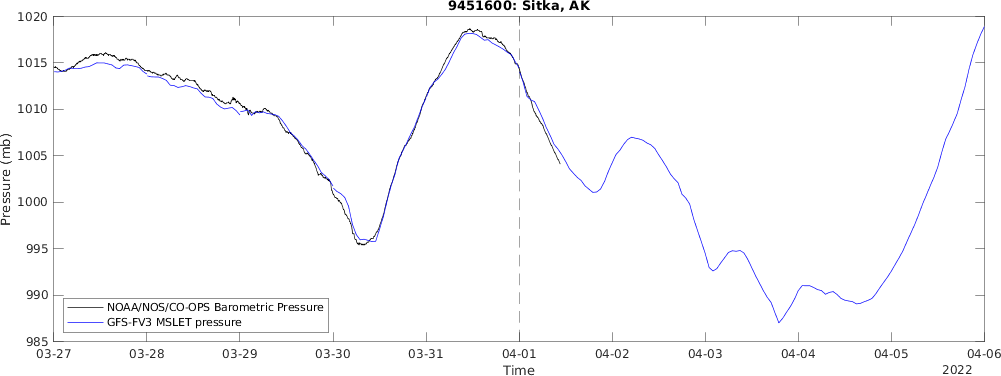 9451600: Sitka, AK
1020
1015
1010
1005
1000
995
990
985
Pressure (mb)
NOAA/NOS/CO-OPS Barometric Pressure
GFS-FV3 MSLET pressure
03-27 03-28 03-29 03-30 03-31 04-01 04-02 04-03 04-04 04-05 04-06
Time
2022